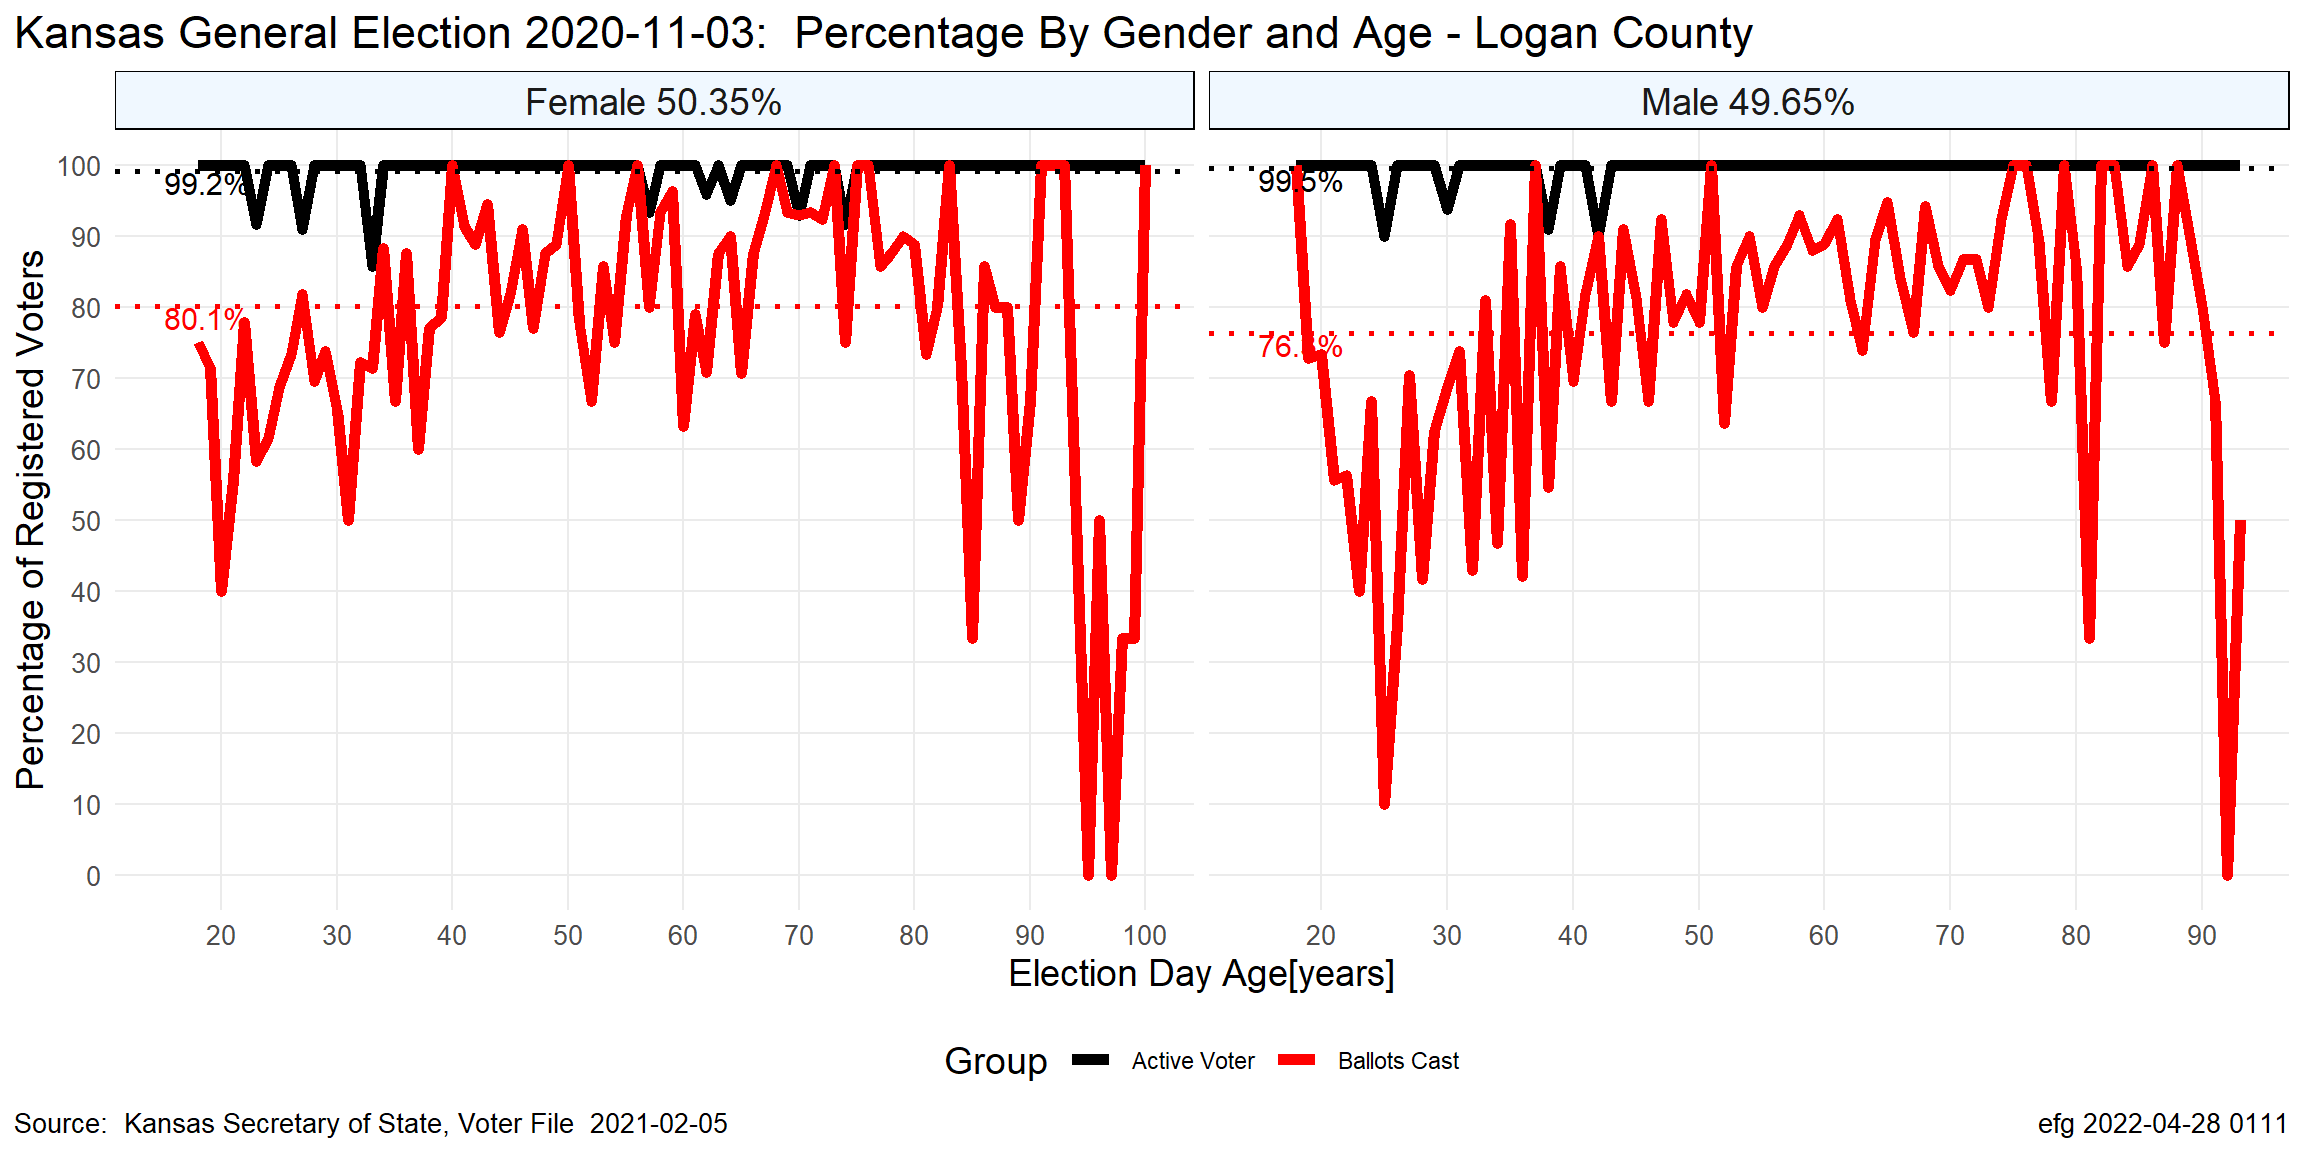 Kansas General Election 2020-11-03:  Percentage By Gender and Age - Logan County
Female 50.35%
Male 49.65%
Percentage of Registered Voters
100
90
80
70
60
50
40
30
20
10
0
99.2%
80.1%
99.5%
20 30 40 50 60 70 80 90 100
20 30 40 50 60 70 80 90
Election Day Age[years]
Group Active Voter Ballots Cast
Source:  Kansas Secretary of State, Voter File  2021-02-05
efg 2022-04-28 0111